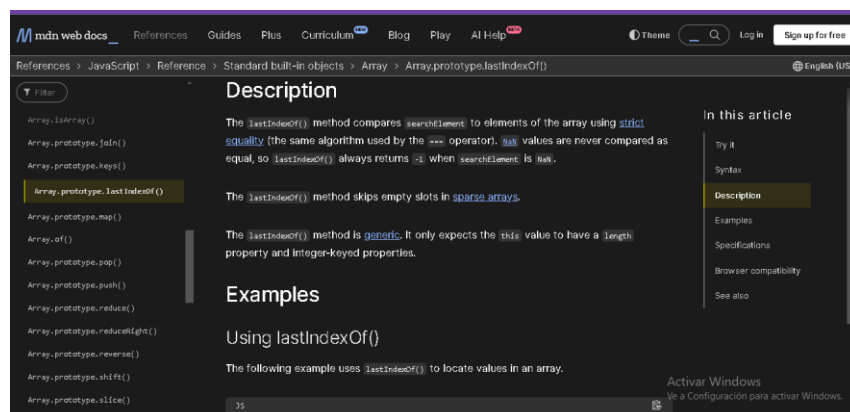 mdn web docs_ References Guides Plus Curriculum NEW Blog Play AI Help BETA Theme Log in Sign up for free
References > JavaScript > Reference > Standard built-in objects > Array > Array.prototype.lastIndexOf() English (US
Filter
Array.isArray()
Array.prototype.join()
Array.prototype.keys()
Array.prototype.lastIndexOf()
Array.prototype.map()
Array.of()
Array.prototype.pop()
Array.prototype.push()
Array.prototype.reduce()
Array.prototype.reduceRight()
Array.prototype.reverse()
Array.prototype.shift()
Array.prototype.slice()
Description
The lastIndexOf() method compares searchElement to elements of the array using strict
equality (the same algorithm used by the === operator). NaN values are never compared as
equal, so lastIndexOf() always returns -1 when searchElement is NaN.
The lastIndexOf() method skips empty slots in sparse arrays.
The lastIndexOf() method is generic. It only expects the this value to have a length
property and integer-keyed properties.
Examples
Using lastIndexOf()
The following example uses lastIndexOf() to locate values in an array.
JS
In this article
Try it
Syntax
Description
Examples
Specifications
Browser compatibility
See also
Activar Windows
Ve a Configuración para activar Windows.